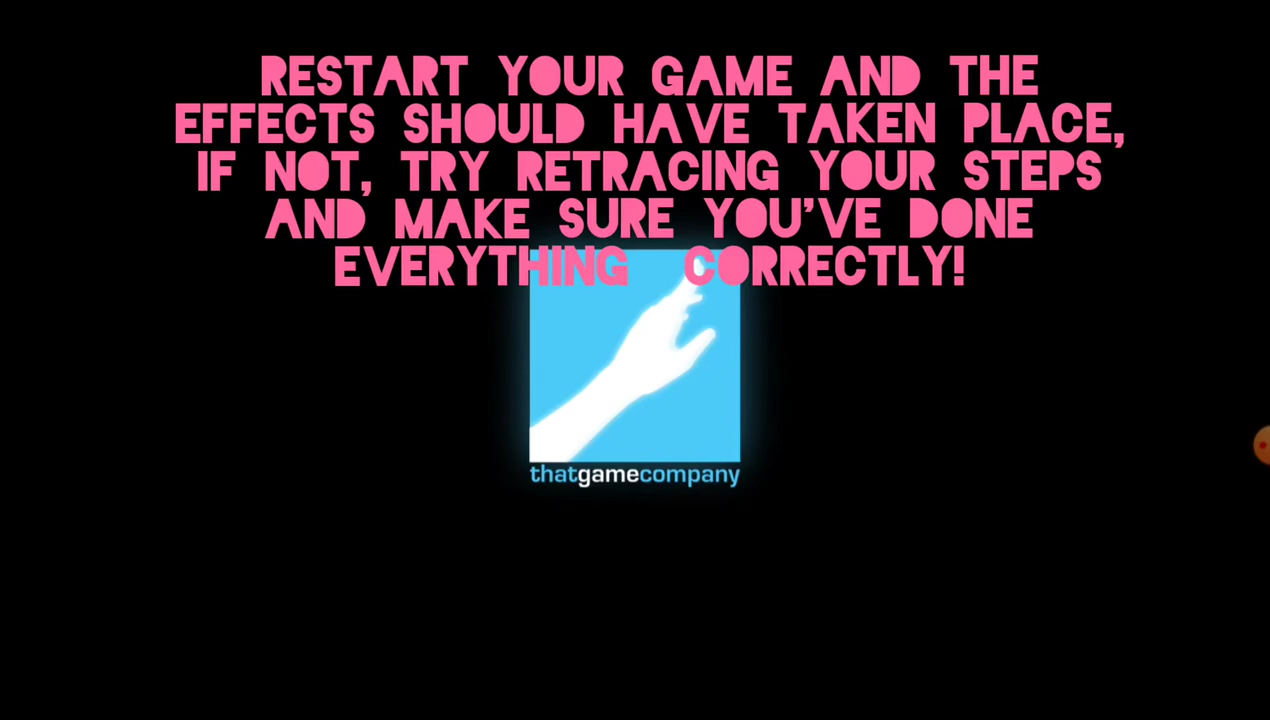 RESTART YOUR GAME AND THE
EFFECTS SHOULD HAVE TAKEN PLACE,
IF NOT, TRY RETRACING YOUR STEPS
AND MAKE SURE YOU'VE DONE
EVERYTHING CORRECTLY!
thatgamecompany